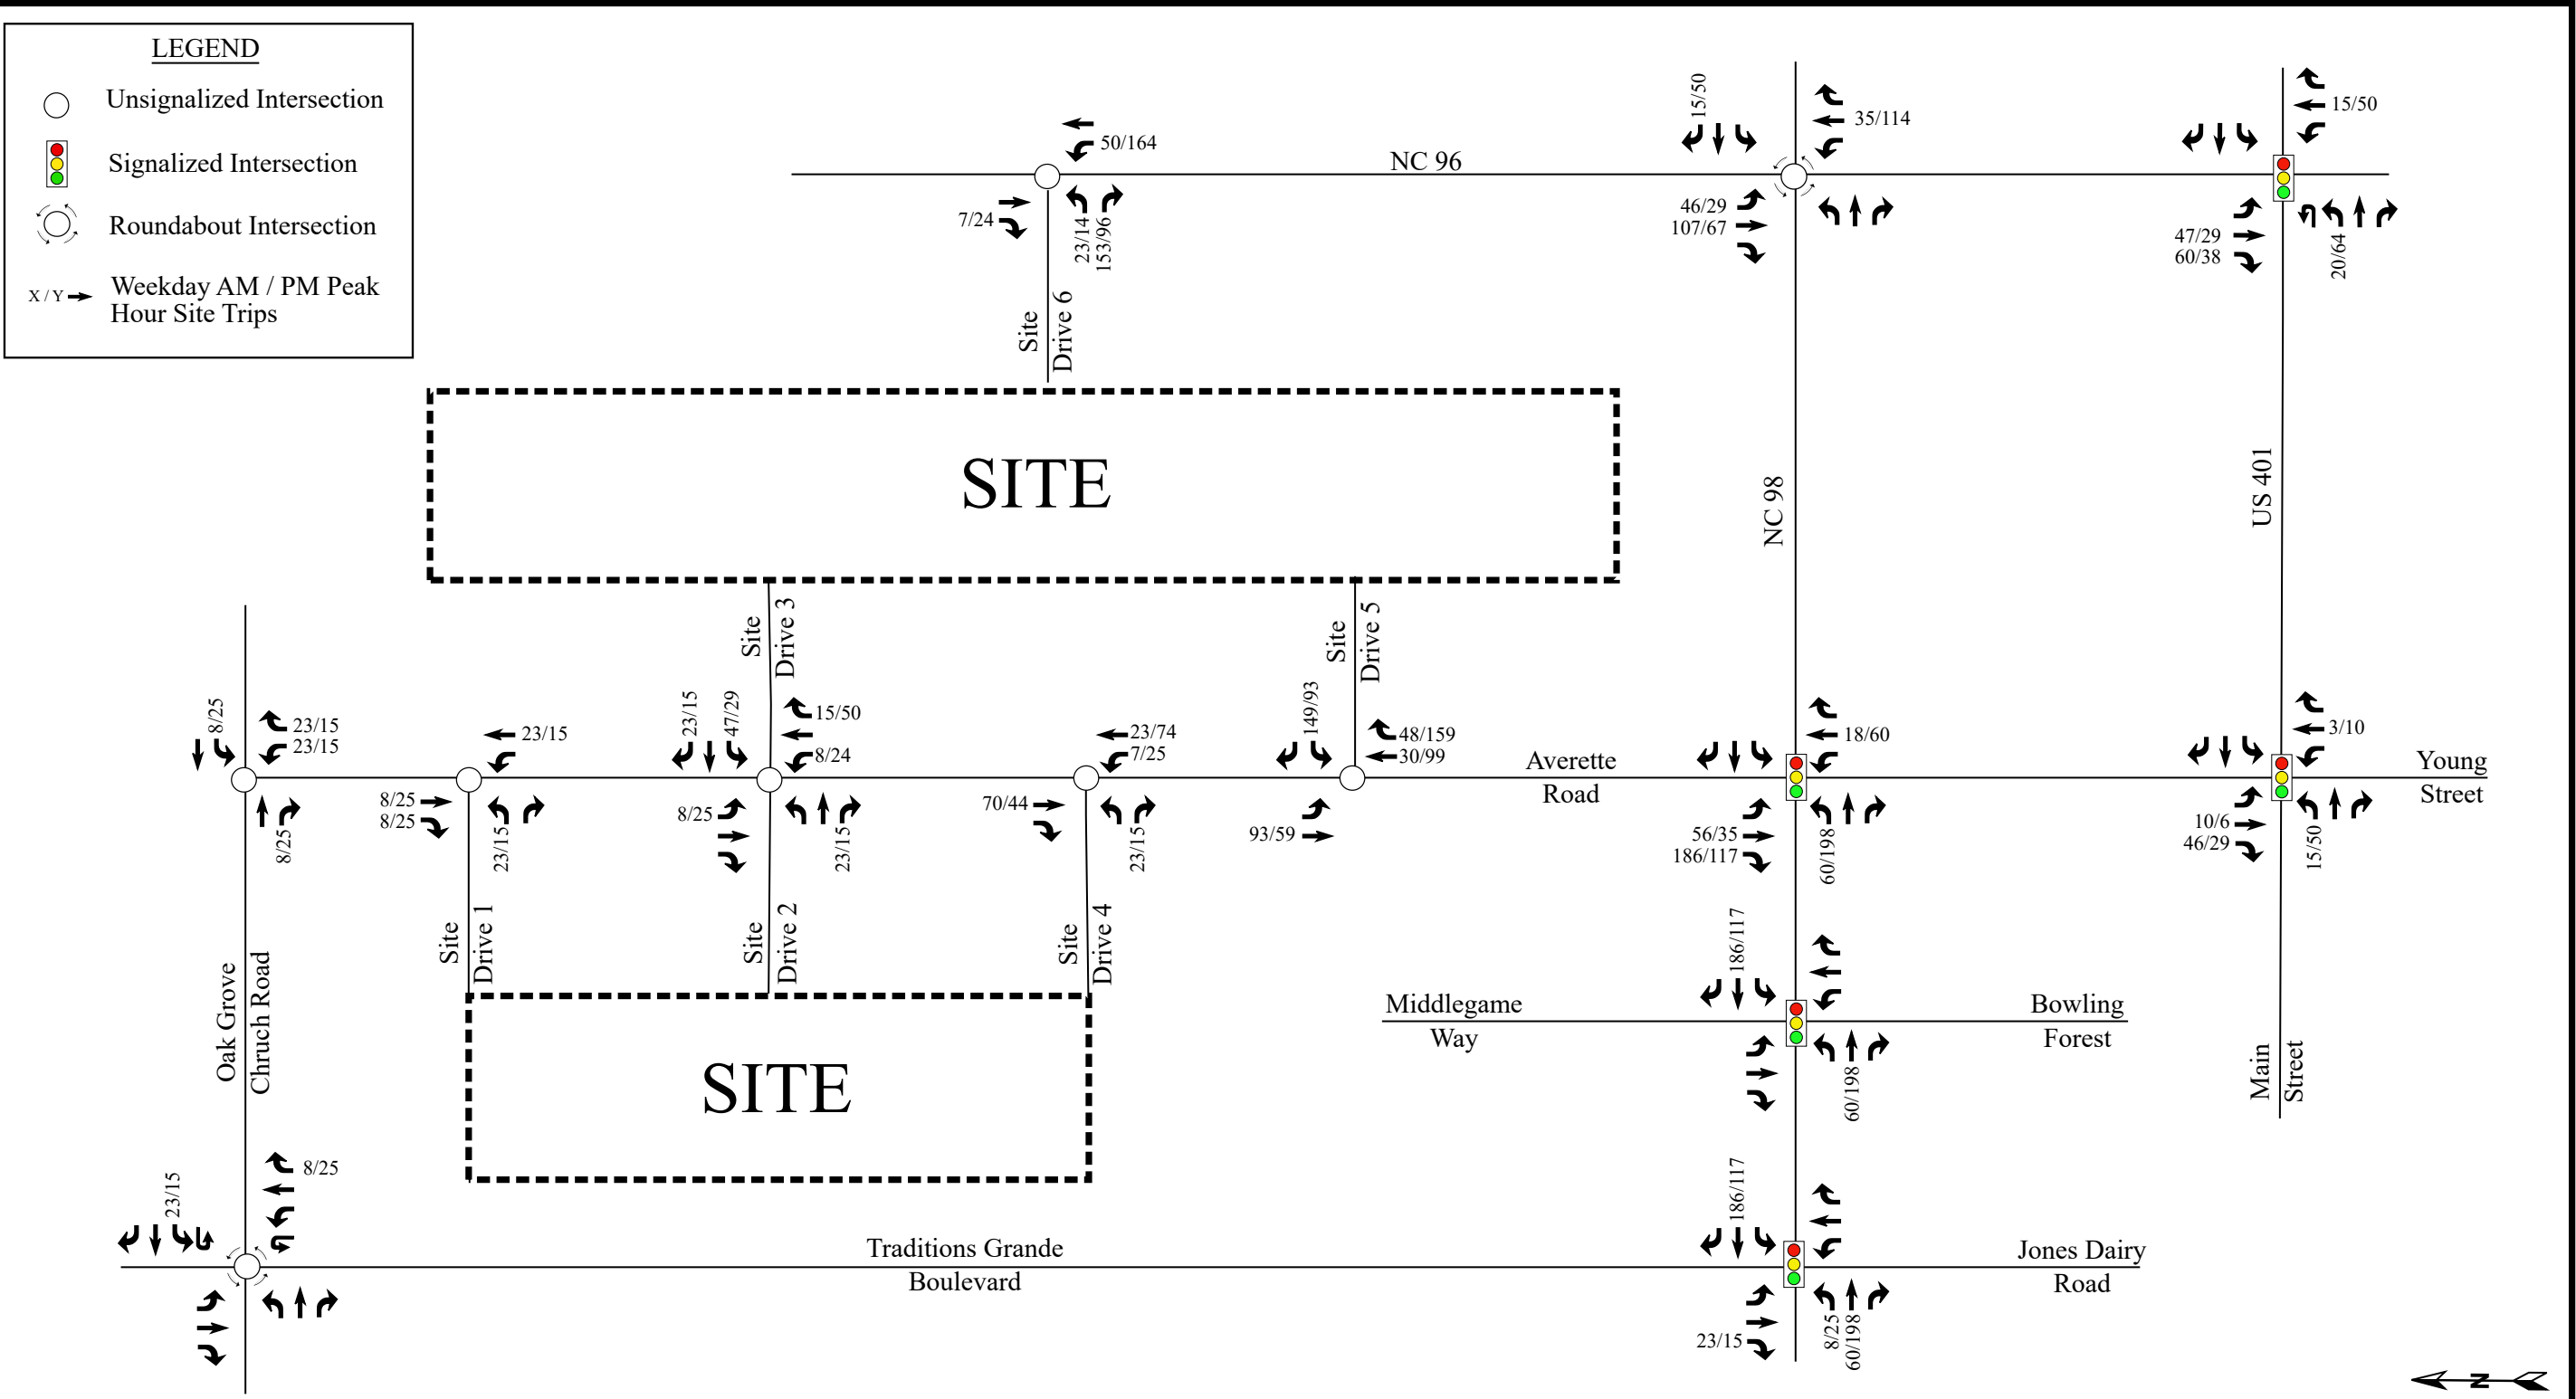 LEGEND
Unsignalized Intersection
Signalized Intersection
Roundabout Intersection
X / Y
Weekday AM / PM Peak
Hour Site Trips
50/164
7/24
23/14
153/96
Site
Drive 6
NC 96
15/50
35/114
46/29
107/67
15/50
47/29
60/38
20/64
SITE
NC 98
US 401
Site
Drive 3
Site
Drive 5
8/25
23/15
23/15
8/25
23/15
8/25
8/25
23/15
23/15
47/29
15/50
8/24
8/25
23/15
23/74
7/25
70/44
23/15
149/93
48/159
30/99
93/59
Averette
Road
18/60
56/35
186/117
60/198
3/10
10/6
46/29
15/50
Young
Street
Site
Drive 1
Site
Drive 2
Site
Drive 4
Oak Grove
Chruch Road
SITE
186/117
Middlegame
Way
Bowling
Forest
60/198
Main
Street
8/25
23/15
Traditions Grande
Boulevard
186/117
Jones Dairy
Road
23/15
8/25
60/198
N